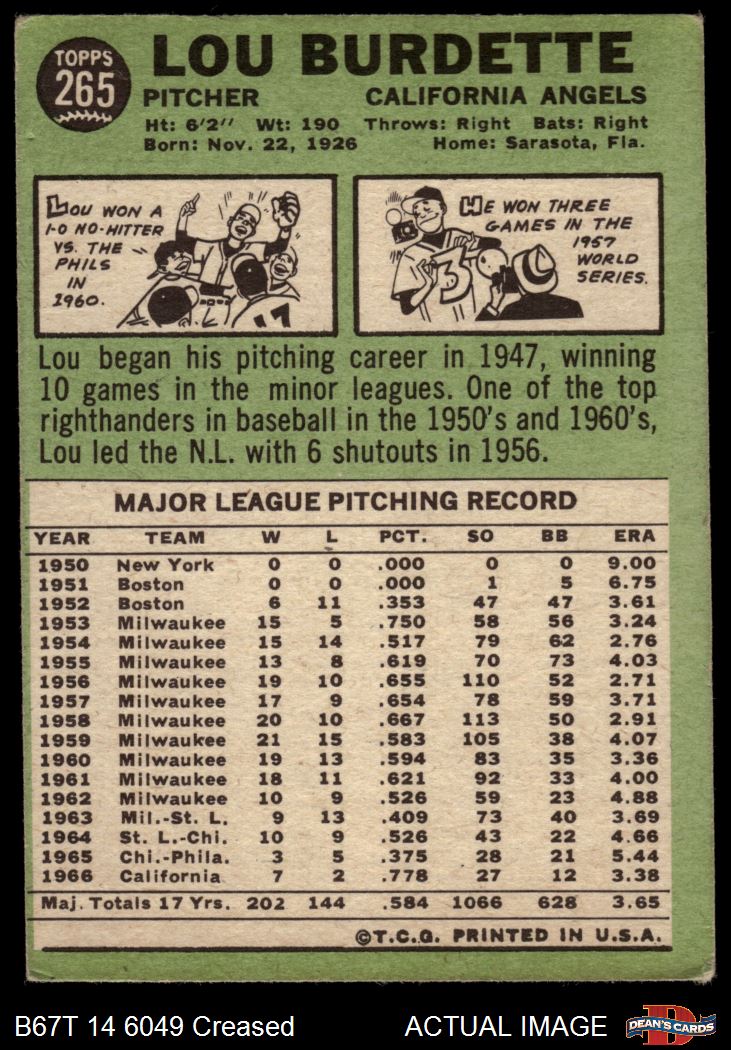 TOPPS
265
LOU BURDETTE
PITCHER CALIFORNIA ANGELS
Ht: 6'2" Wt: 190 Throws: Right Bats: Right
Born: Nov. 22, 1926 Home: Sarasota, Fla.
LOU WON A
1-0 NO-HITTER
VS. THE
PHILS
IN
1960.
17
HE WON THREE
GAMES IN THE
1957
WORLD
SERIES.
3
Lou began his pitching career in 1947, winning
10 games in the minor leagues. One of the top
righthanders in baseball in the 1950's and 1960's,
Lou led the N.L. with 6 shutouts in 1956.
MAJOR LEAGUE PITCHING RECORD
YEAR TEAM W L PCT. SO BB ERA
1950 New York 0 0 .000 0 0 9.00
1951 Boston 0 0 .000 1 5 6.75
1952 Boston 6 11 .353 47 47 3.61
1953 Milwaukee 15 5 .750 58 56 3.24
1954 Milwaukee 15 14 .517 79 62 2.76
1955 Milwaukee 13 8 .619 70 73 4.03
1956 Milwaukee 19 10 .655 110 52 2.71
1957 Milwaukee 17 9 .654 78 59 3.71
1958 Milwaukee 20 10 .667 113 50 2.91
1959 Milwaukee 21 15 .583 105 38 4.07
1960 Milwaukee 19 13 .594 83 35 3.36
1961 Milwaukee 18 11 .621 92 33 4.00
1962 Milwaukee 10 9 .526 59 23 4.88
1963 Mil.-St. L. 9 13 .409 73 40 3.69
1964 St. L.-Chi. 10 9 .526 43 22 4.66
1965 Chi.-Phila. 3 5 .375 28 21 5.44
1966 California 7 2 .778 27 12 3.38
Maj. Totals 17 Yrs. 202 144 .584 1066 628 3.65
©T.C.G. PRINTED IN U.S.A.
B67T 14 6049 Creased ACTUAL IMAGE
D
DEAN'S CARDS